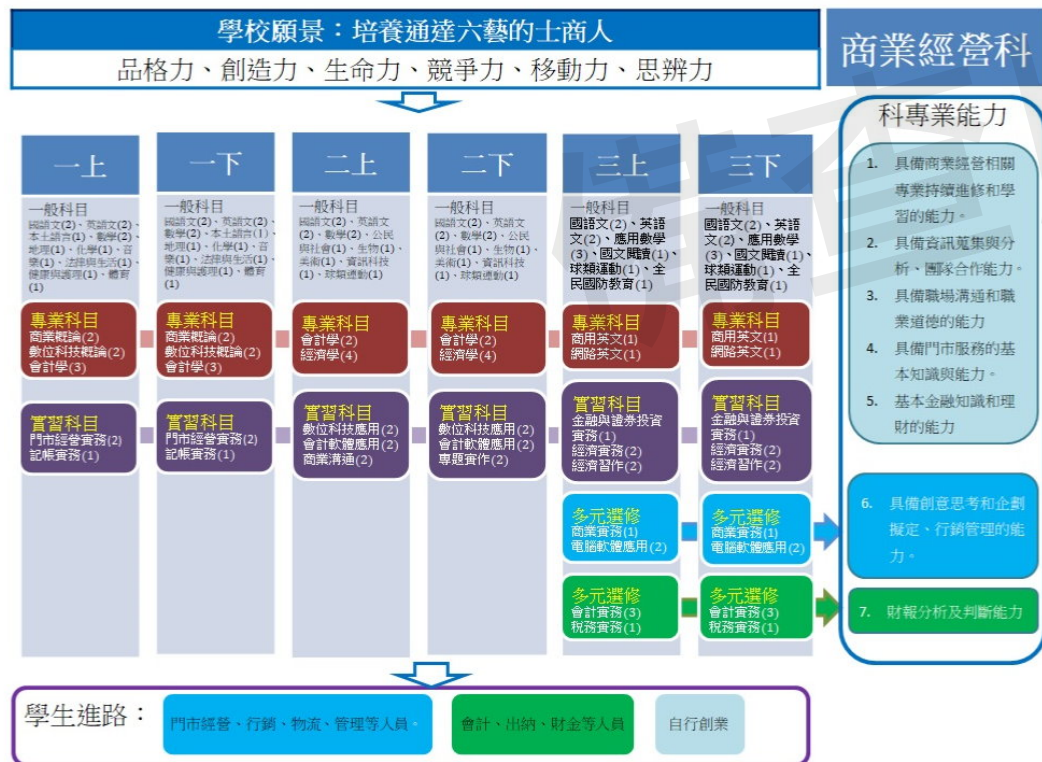 學校願景：培養通達六藝的士商人
商業經營科
品格力、創造力、生命力、競爭力、移動力、思辨力
一上
一般科目
國語文(2)、英語文(2)、
本土語言(1)、數學(2)、
地理(1)、化學(1)、音
樂(1)、法律與生活(1)、
健康與護理(1)、體育
(1)
專業科目
商業概論(2)
數位科技概論(2)
會計學(3)
實習科目
門市經營實務(2)
記帳實務(1)
一下
一般科目
國語文(2)、英語文(2)、
數學(2)、本土語言(1)、
地理(1)、化學(1)、音
樂(1)、法律與生活(1)、
健康與護理(1)、體育
(1)
專業科目
商業概論(2)
數位科技概論(2)
會計學(3)
實習科目
門市經營實務(2)
記帳實務(1)
二上
一般科目
國語文(2)、英語文
(2)、數學(2)、公民
與社會(1)、生物(1)、
美術(1)、資訊科技
(1)、球類運動(1)
專業科目
會計學(2)
經濟學(4)
實習科目
數位科技應用(2)
會計軟體應用(2)
商業溝通(2)
二下
一般科目
國語文(2)、英語文
(2)、數學(2)、公民
與社會(1)、生物(1)、
美術(1)、資訊科技
(1)、球類運動(1)
專業科目
會計學(2)
經濟學(4)
實習科目
數位科技應用(2)
會計軟體應用(2)
專題實作(2)
三上
一般科目
國語文(2)、英語
文(2)、應用數學
(3)、國文閱讀(1)、
球類運動(1)、全
民國防教育(1)
專業科目
商用英文(1)
網路英文(1)
實習科目
金融與證券投資
實務(1)
經濟實務(2)
經濟習作(2)
多元選修
商業實務(1)
電腦軟體應用(2)
多元選修
會計實務(3)
稅務實務(1)
三下
一般科目
國語文(2)、英語
文(2)、應用數學
(3)、國文閱讀(1)、
球類運動(1)、全
民國防教育(1)
專業科目
商用英文(1)
網路英文(1)
實習科目
金融與證券投資
實務(1)
經濟實務(2)
經濟習作(2)
多元選修
商業實務(1)
電腦軟體應用(2)
多元選修
會計實務(3)
稅務實務(1)
科專業能力
1. 具備商業經營相關
專業持續進修和學
習的能力。
2. 具備資訊蒐集與分
析、團隊合作能力。
3. 具備職場溝通和職
業道德的能力
4. 具備門市服務的基
本知識與能力。
5. 基本金融知識和理
財的能力
6. 具備創意思考和企劃
擬定、行銷管理的能
力。
7. 財報分析及判斷能力
學生進路：
門市經營、行銷、物流、管理等人員。
會計、出納、財金等人員
自行創業
備查